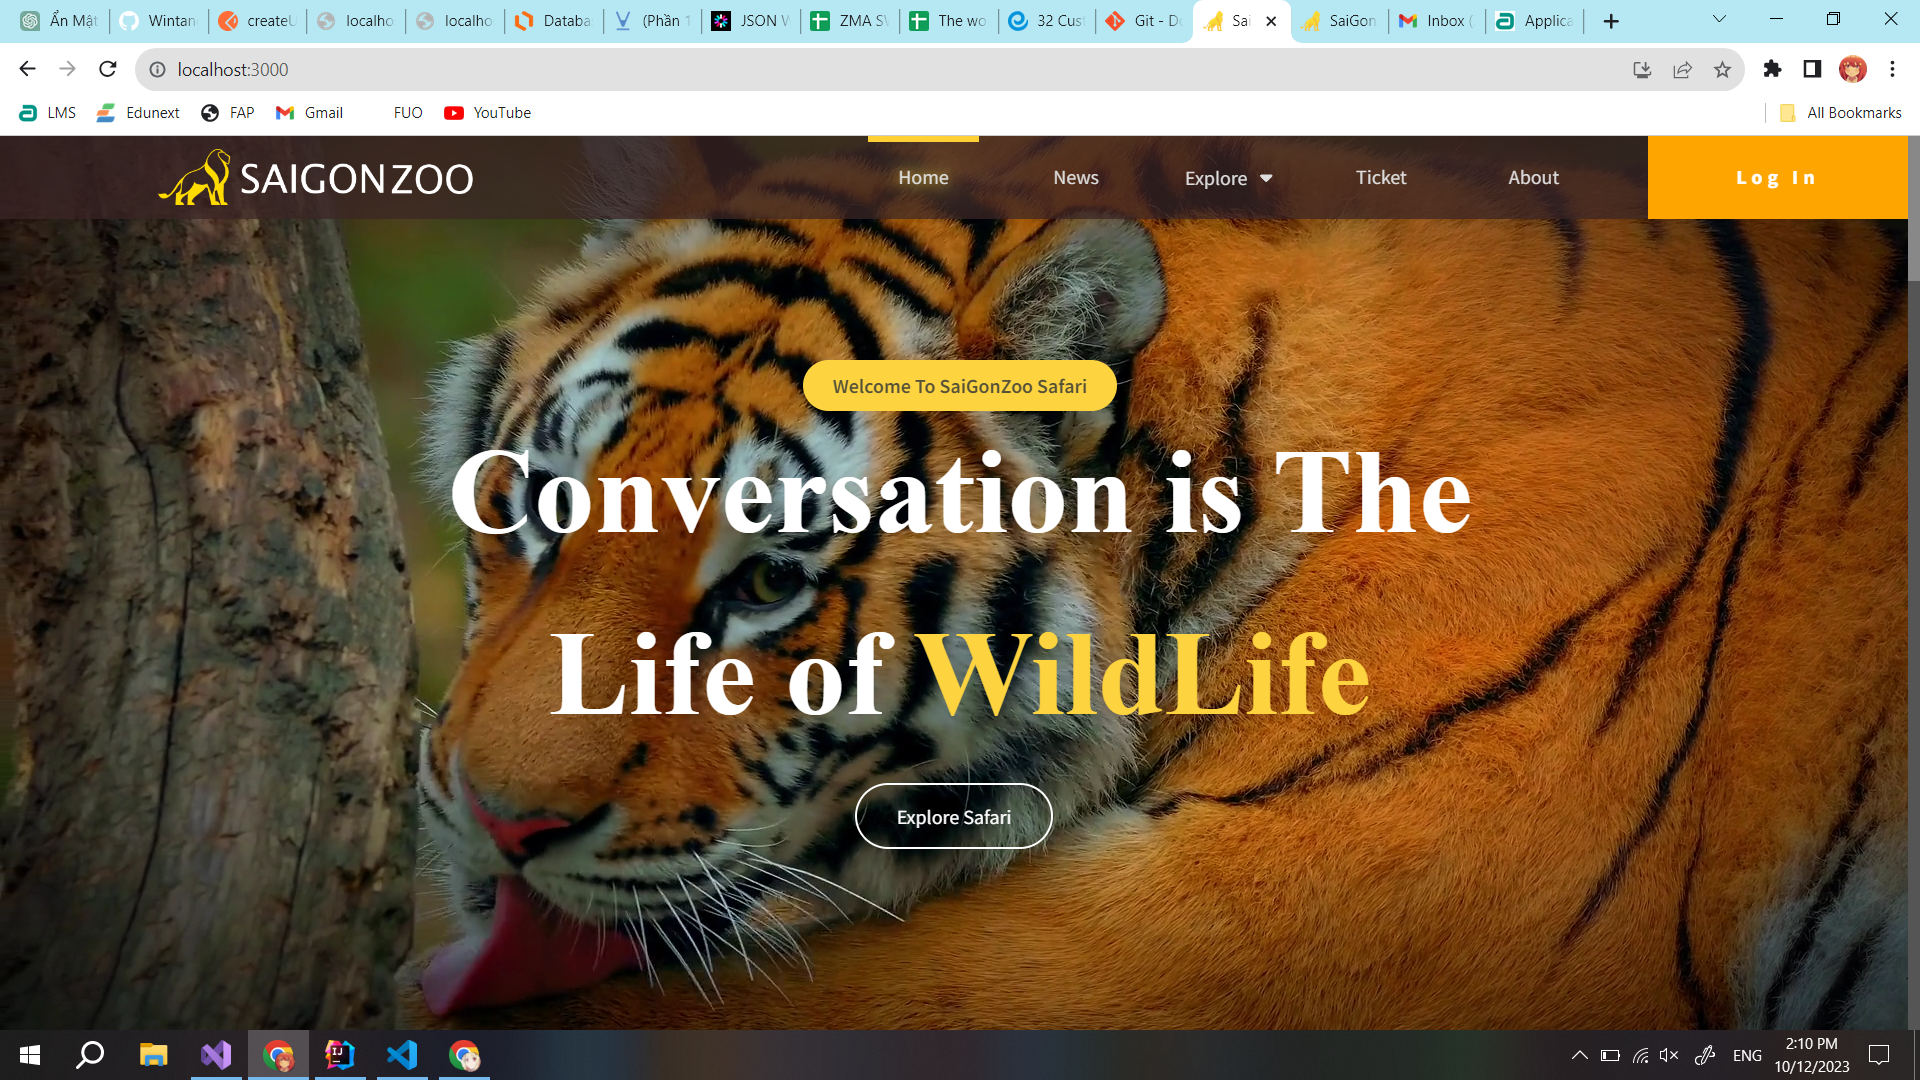 Ẩn Mật
Wintan
createU
localho
localho
Databa
(Phần 1
JSON W
ZMA SV
The wo
32 Cust
Git - Do
Sai
SaiGon
Inbox (
Applica
localhost:3000
LMS
Edunext
FAP
Gmail
FUO
YouTube
All Bookmarks
SAIGONZOO
Home
News
Explore
Ticket
About
Log In
Welcome To SaiGonZoo Safari
Conversation is The
Life of WildLife
Explore Safari
IJ
ENG
2:10 PM
10/12/2023